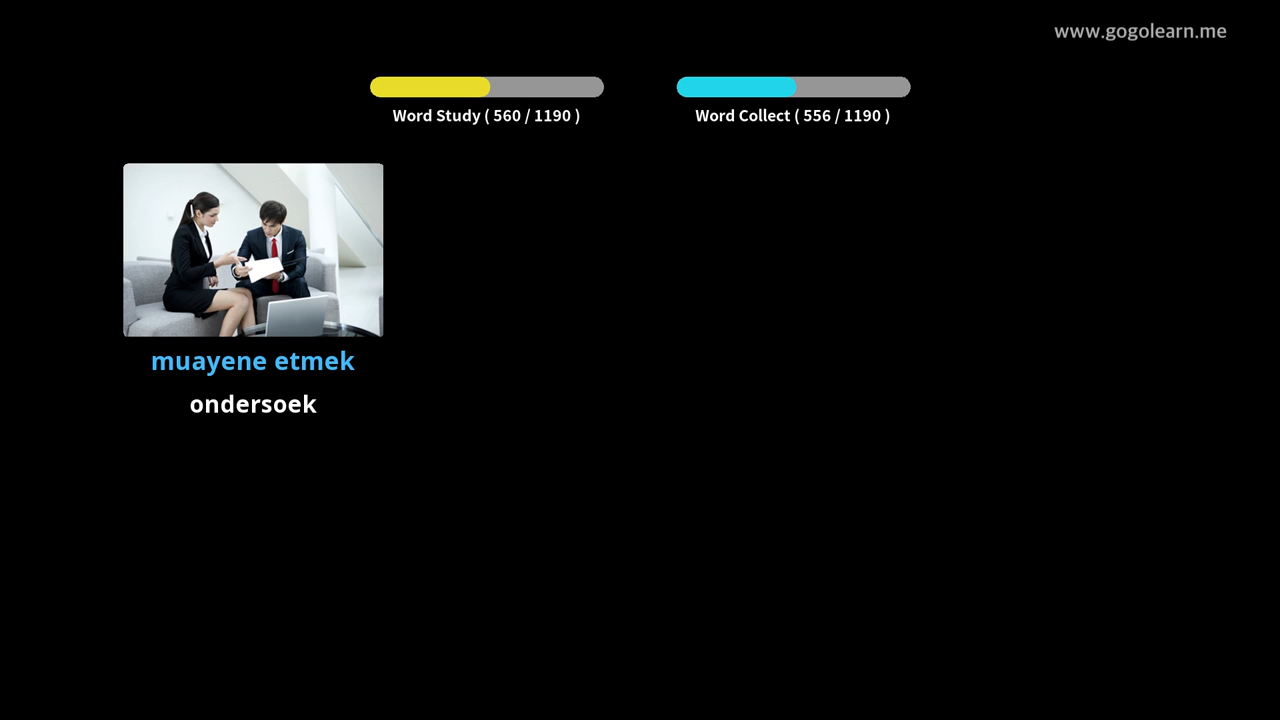 www.gogolearn.me
Word Study ( 560 / 1190 )
Word Collect ( 556 / 1190 )
muayene etmek
ondersoek